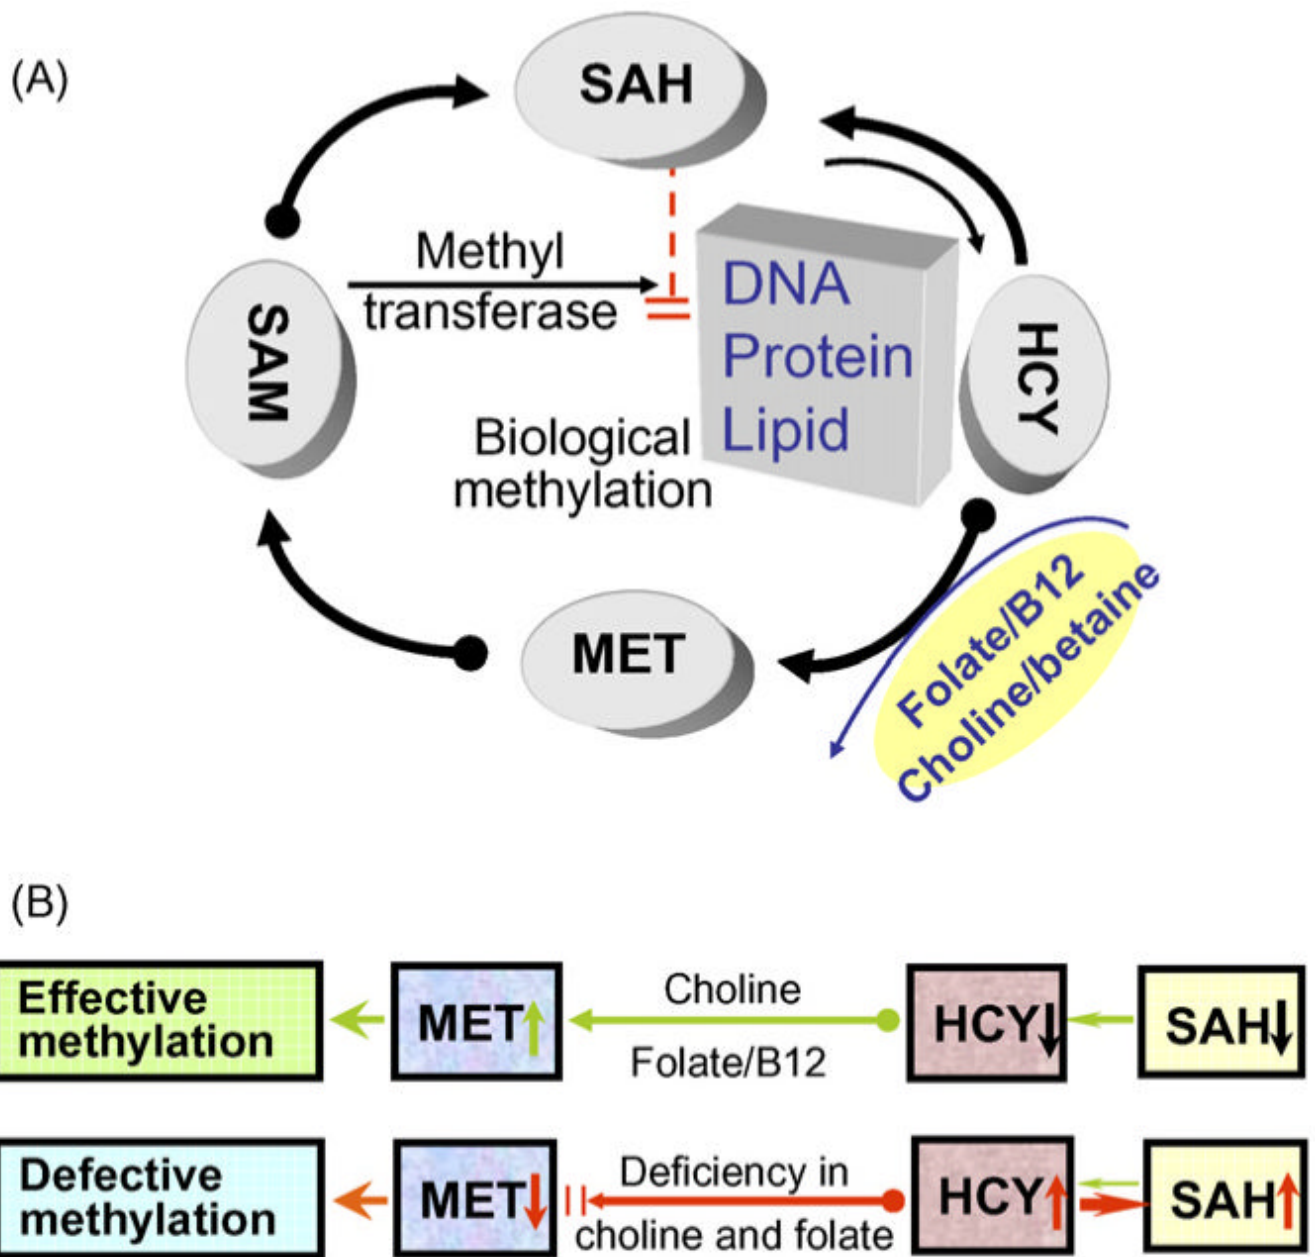 (A)
SAH
Methyl
transferase
DNA
Protein
Lipid
SAM
HCY
Biological
methylation
MET
Folate/B12
Choline/betaine
(B)
Effective
methylation
MET
Choline
Folate/B12
HCY
SAH
Defective
methylation
MET
Deficiency in
choline and folate
HCY
SAH